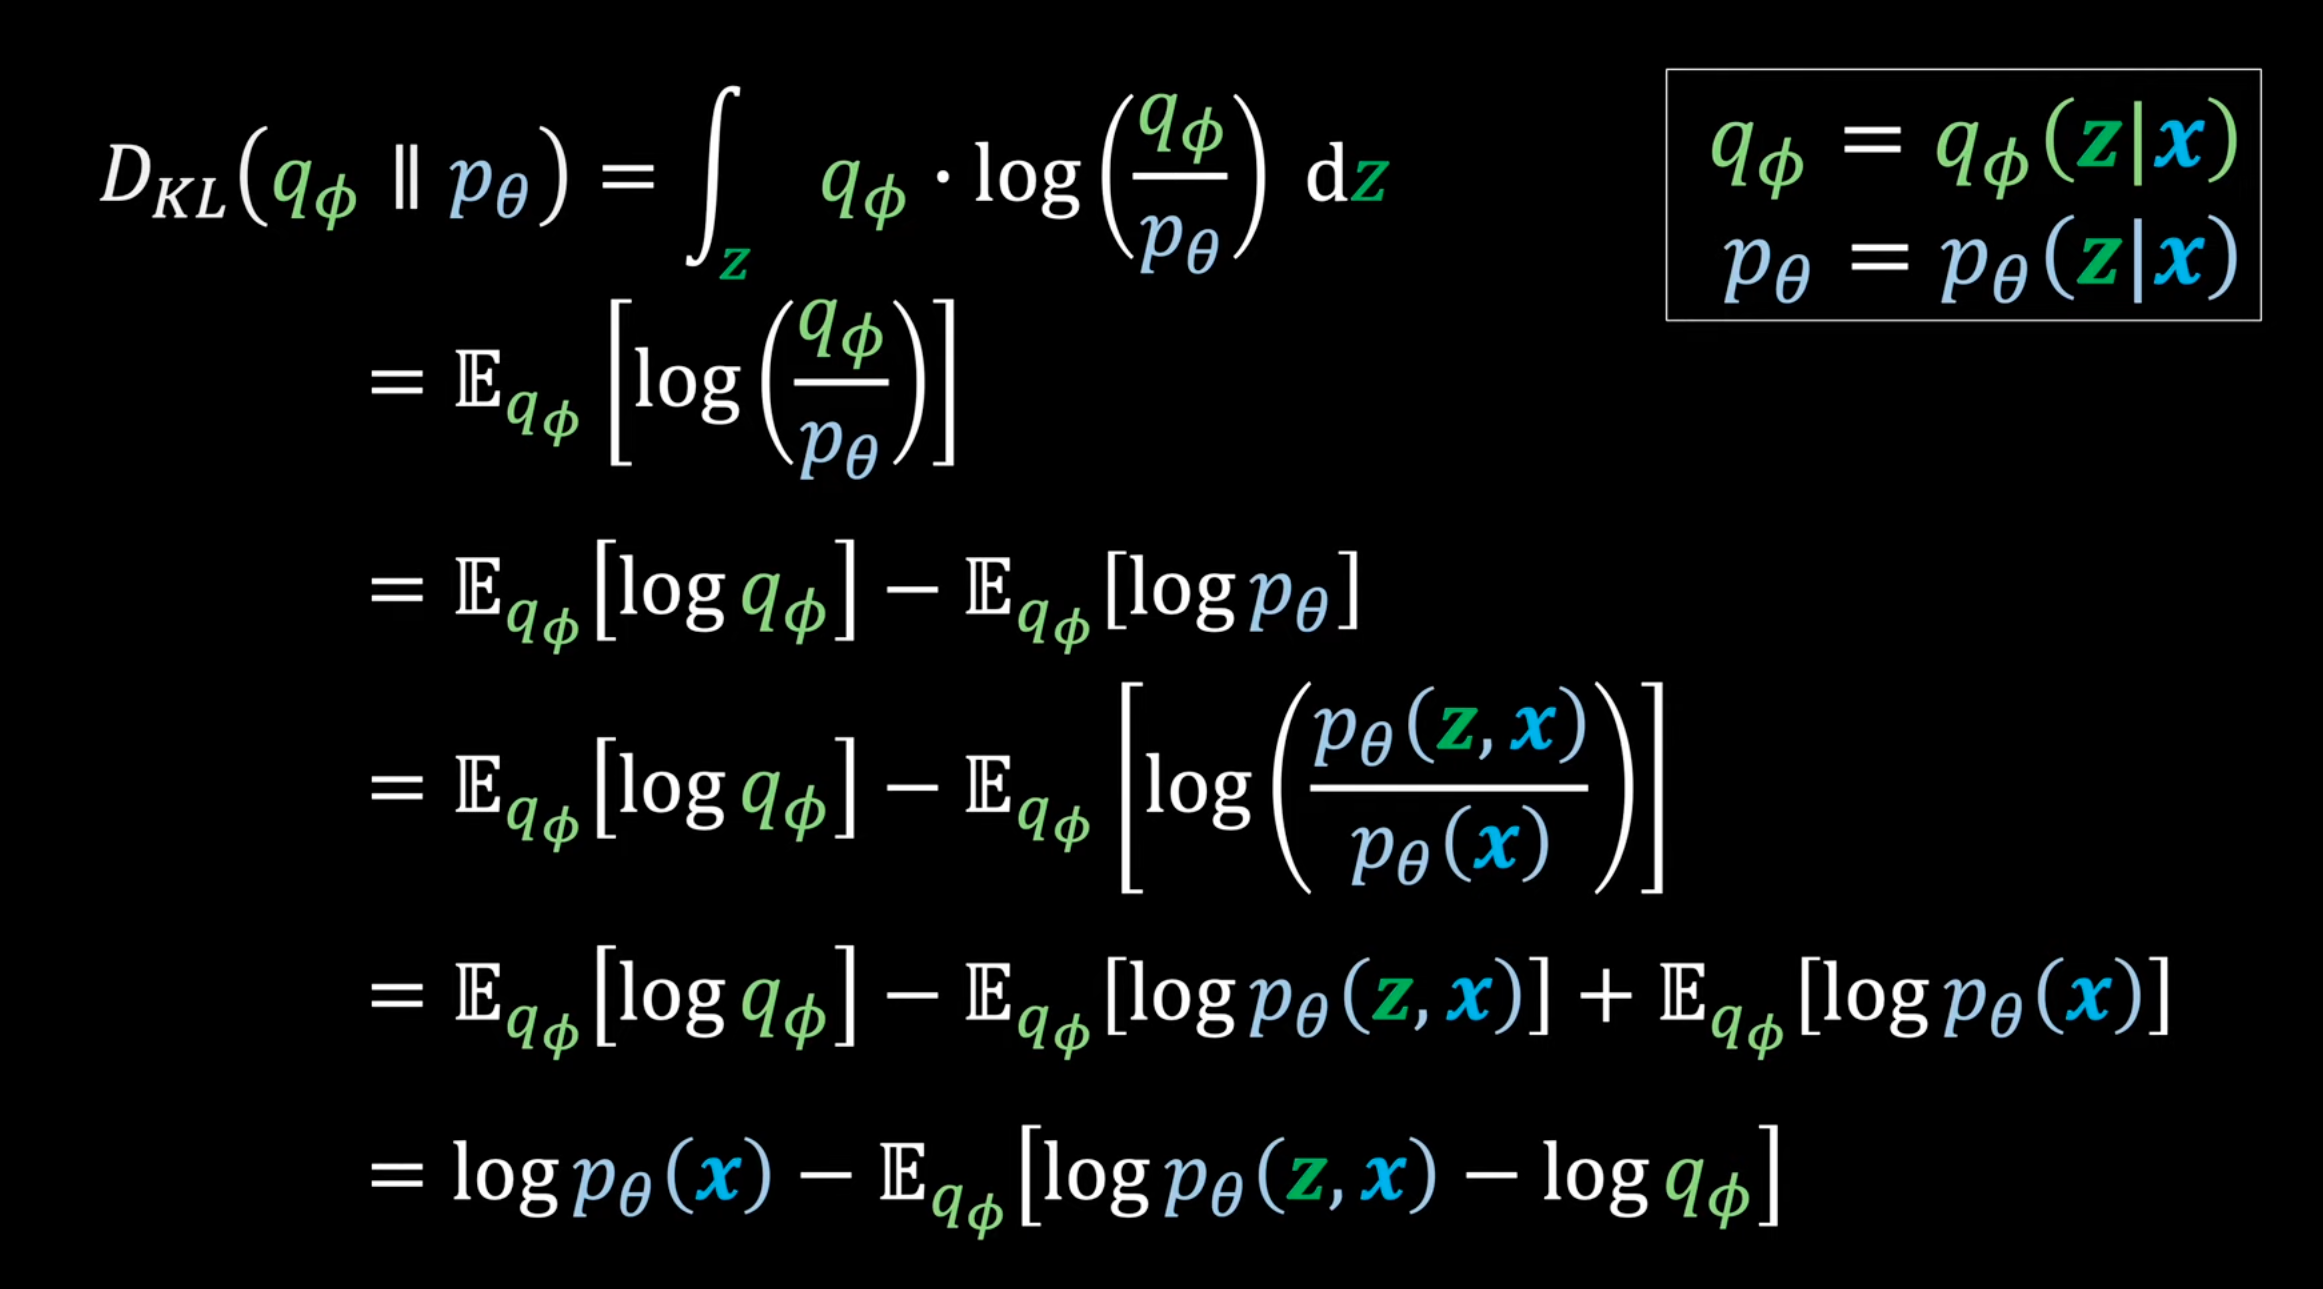 D_{KL}(q_ϕ ∥ p_θ) = ∫_z q_ϕ · log(q_ϕ / p_θ) dz
q_ϕ = q_ϕ(z|x)
p_θ = p_θ(z|x)
= 𝔼_{q_ϕ}[log(q_ϕ / p_θ)]
= 𝔼_{q_ϕ}[log q_ϕ] − 𝔼_{q_ϕ}[log p_θ]
= 𝔼_{q_ϕ}[log q_ϕ] − 𝔼_{q_ϕ}[log(p_θ(z, x) / p_θ(x))]
= 𝔼_{q_ϕ}[log q_ϕ] − 𝔼_{q_ϕ}[log p_θ(z, x)] + 𝔼_{q_ϕ}[log p_θ(x)]
= log p_θ(x) − 𝔼_{q_ϕ}[log p_θ(z, x) − log q_ϕ]